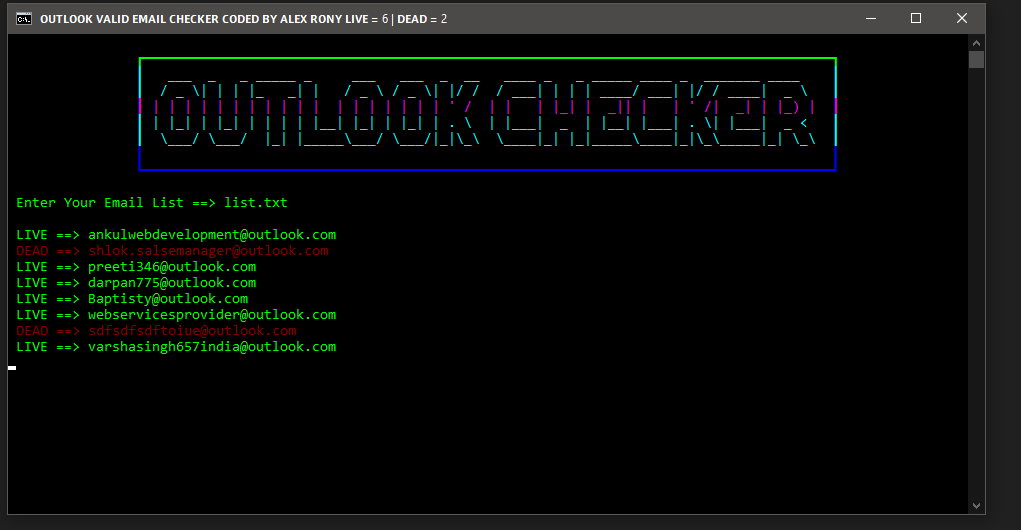 OUTLOOK VALID EMAIL CHECKER CODED BY ALEX RONY LIVE = 6 | DEAD = 2
OUTLOOK CHECKER
Enter Your Email List ==> list.txt
LIVE ==> ankulwebdevelopment@outlook.com
DEAD ==> shlok.salsemanager@outlook.com
LIVE ==> preeti346@outlook.com
LIVE ==> darpan775@outlook.com
LIVE ==> Baptisty@outlook.com
LIVE ==> webservicesprovider@outlook.com
DEAD ==> sdfsdfsdftoiue@outlook.com
LIVE ==> varshasingh657india@outlook.com